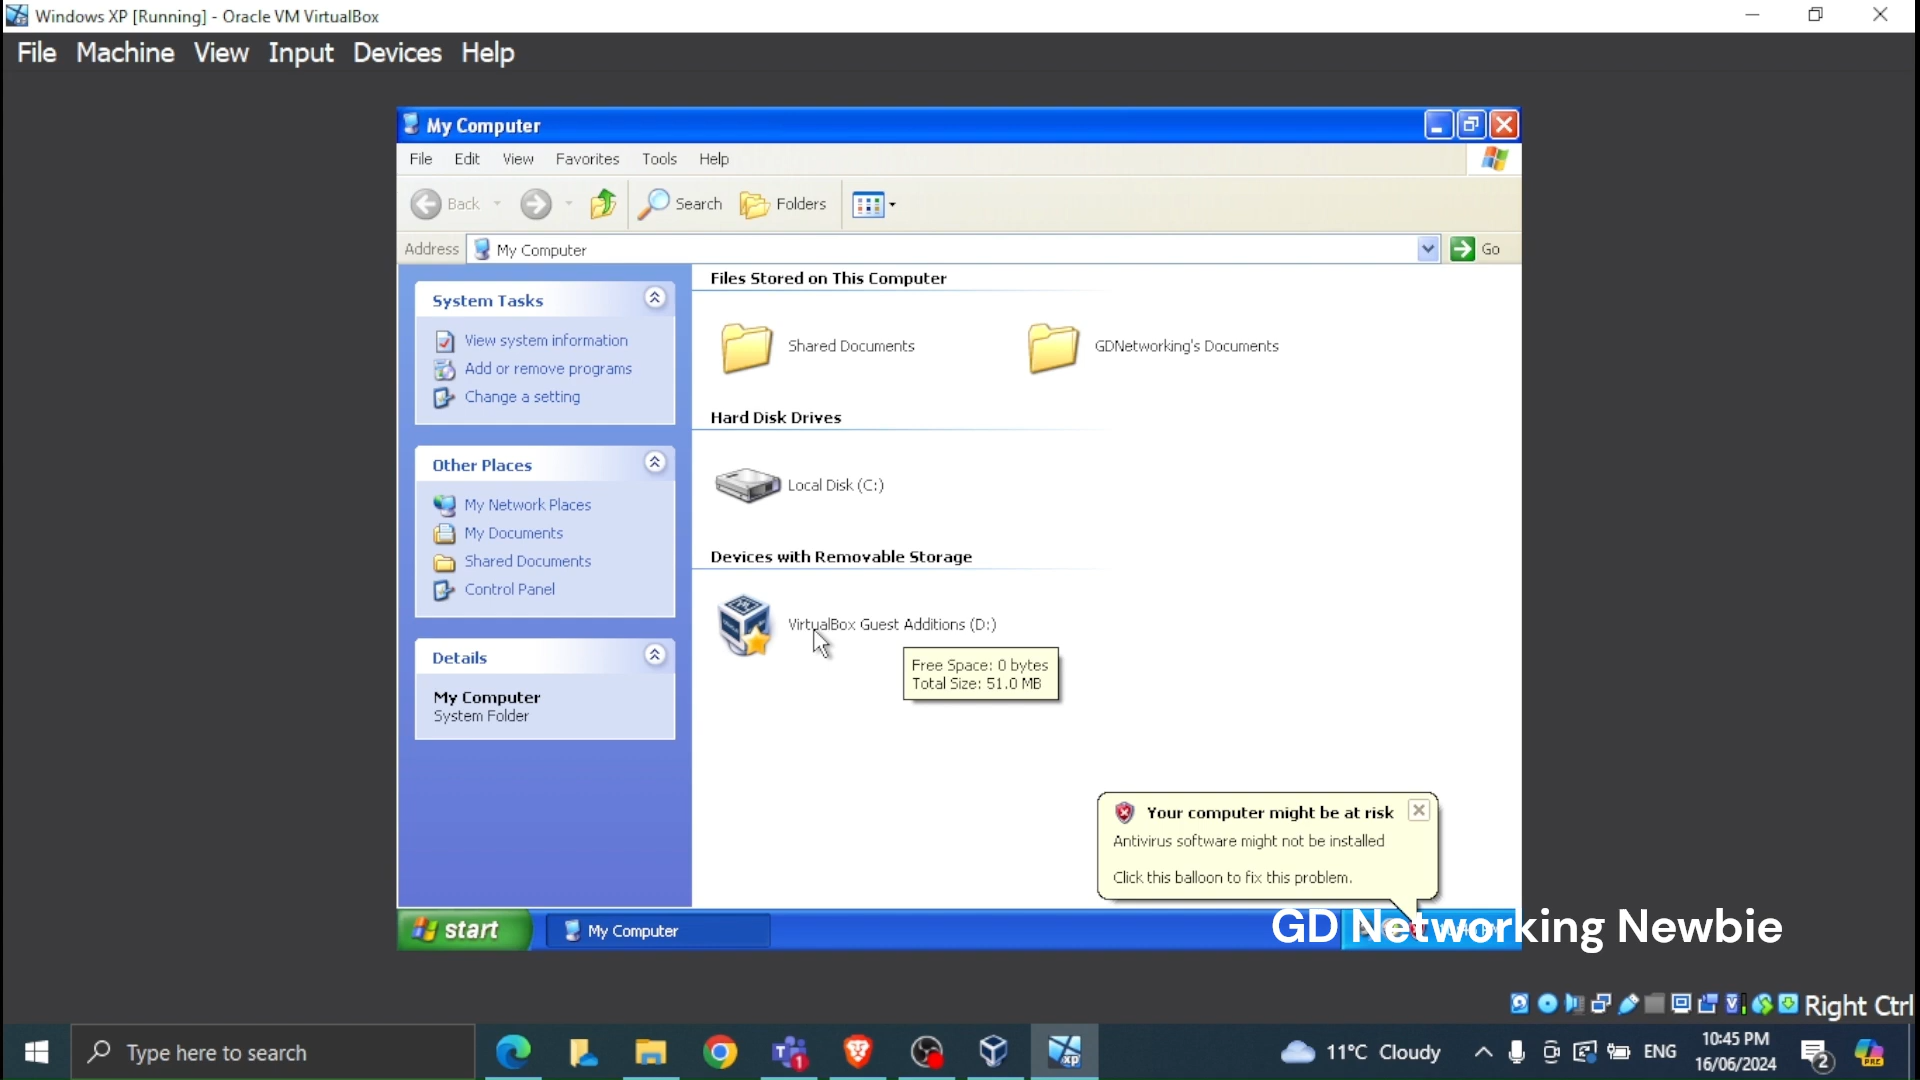 Windows XP [Running] - Oracle VM VirtualBox
File Machine View Input Devices Help
My Computer
File Edit View Favorites Tools Help
Back Search Folders
Address My Computer Go
System Tasks
View system information
Add or remove programs
Change a setting
Other Places
My Network Places
My Documents
Shared Documents
Control Panel
Details
My Computer
System Folder
Files Stored on This Computer
Shared Documents GDNetworking's Documents
Hard Disk Drives
Local Disk (C:)
Devices with Removable Storage
VirtualBox Guest Additions (D:)
Free Space: 0 bytes
Total Size: 51.0 MB
Your computer might be at risk
Antivirus software might not be installed
Click this balloon to fix this problem.
start My Computer
GD Networking Newbie
Right Ctrl
Type here to search
11°C Cloudy
ENG
10:45 PM
16/06/2024